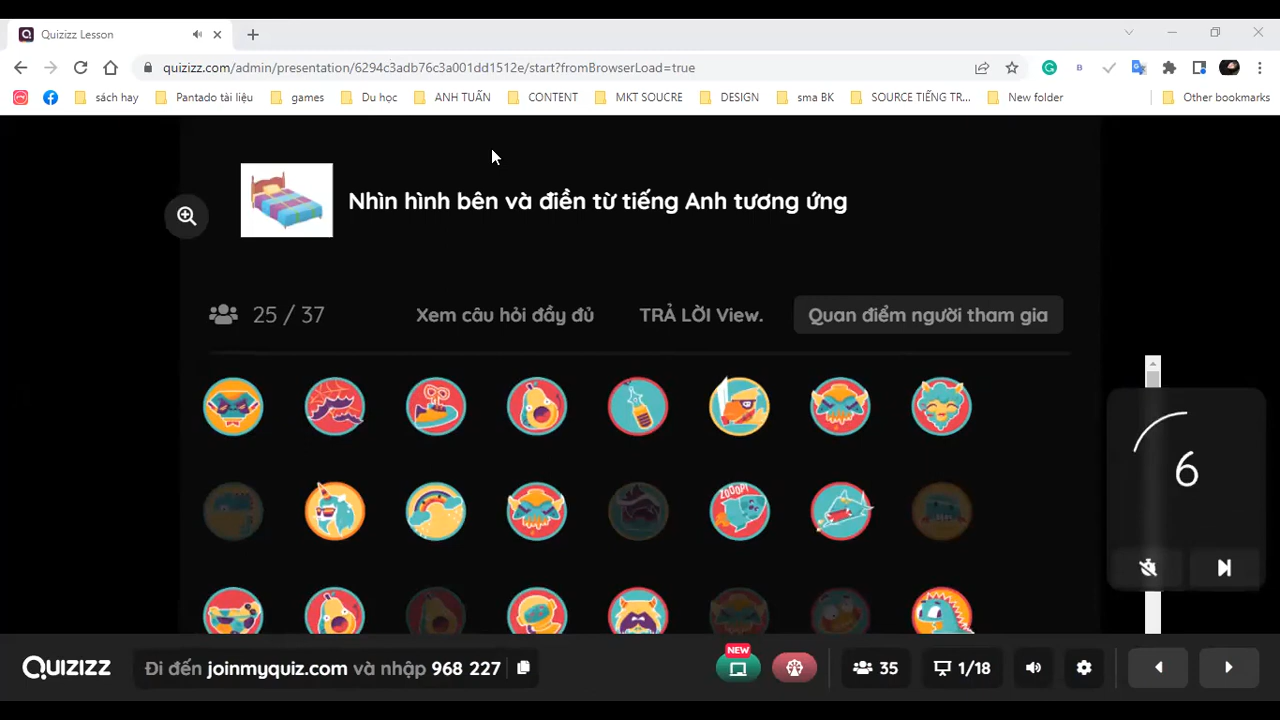 Quizizz Lesson
quizizz.com/admin/presentation/6294c3adb76c3a001dd1512e/start?fromBrowserLoad=true
sách hay Pantado tài liệu games Du học ANH TUẤN CONTENT MKT SOUCRE DESIGN sma BK SOURCE TIẾNG TR... New folder Other bookmarks
Nhìn hình bên và điền từ tiếng Anh tương ứng
25 / 37 Xem câu hỏi đầy đủ TRẢ LỜI View. Quan điểm người tham gia
6
ZOOOP!
NEW
QUIZIZZ Đi đến joinmyquiz.com và nhập 968 227 35 1/18